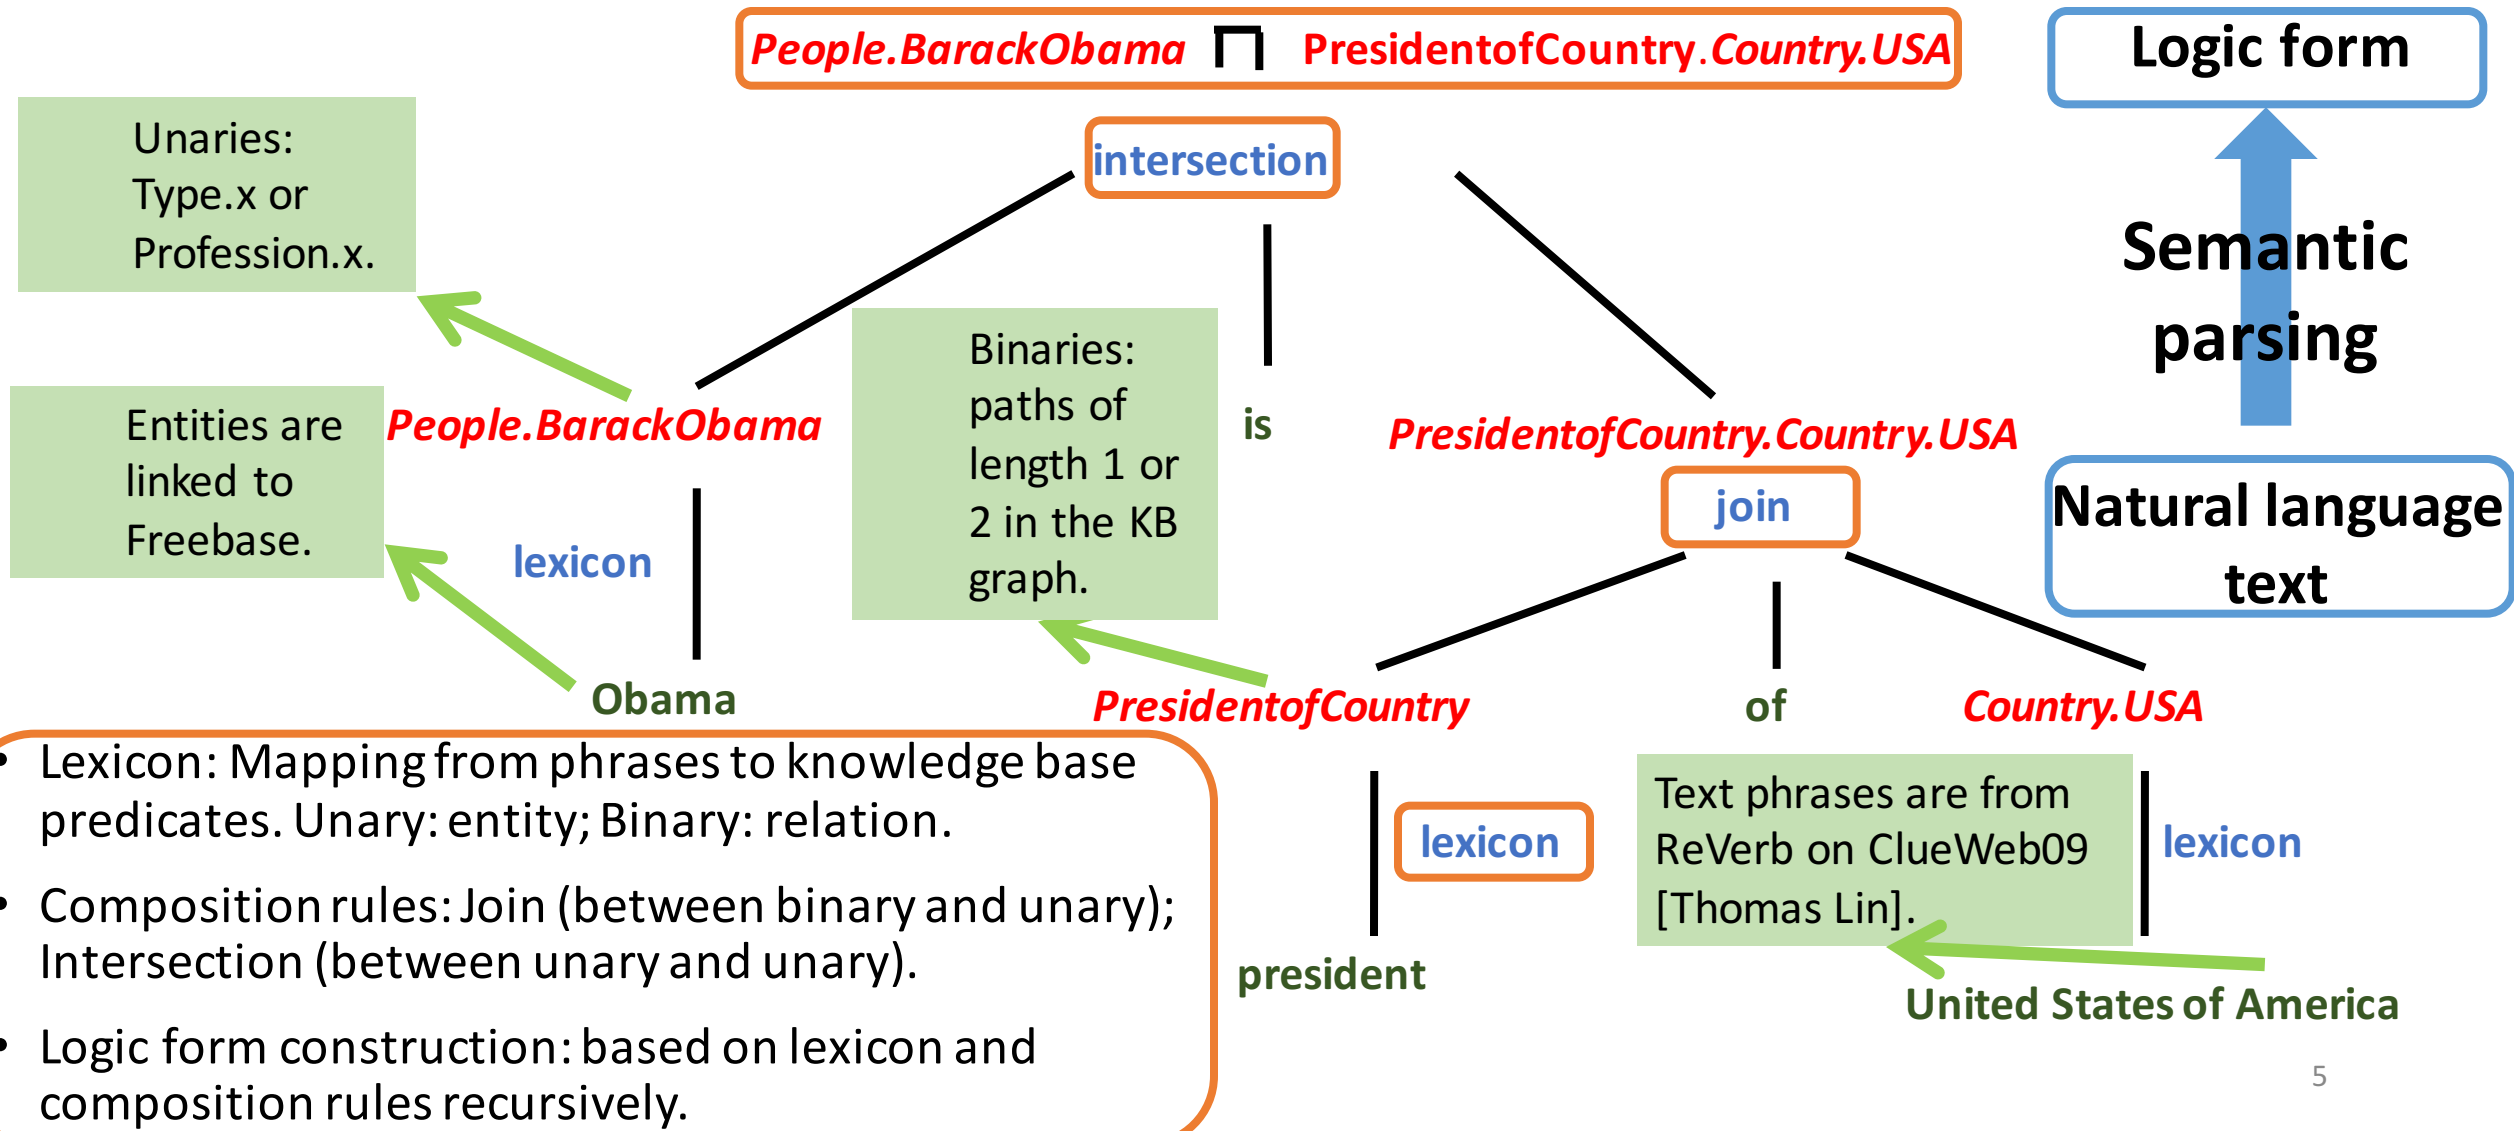 People.BarackObama ⊓ PresidentofCountry.Country.USA
Logic form
intersection
Unaries:
Type.x or
Profession.x.
Semantic
parsing
Binaries:
paths of
length 1 or
2 in the KB
graph.
Entities are
linked to
Freebase.
People.BarackObama
is
PresidentofCountry.Country.USA
join
Natural language
text
lexicon
Obama
PresidentofCountry
of
Country.USA
• Lexicon: Mapping from phrases to knowledge base
predicates. Unary: entity; Binary: relation.
• Composition rules: Join (between binary and unary);
Intersection (between unary and unary).
• Logic form construction: based on lexicon and
composition rules recursively.
lexicon
Text phrases are from
ReVerb on ClueWeb09
[Thomas Lin].
lexicon
president
United States of America
5